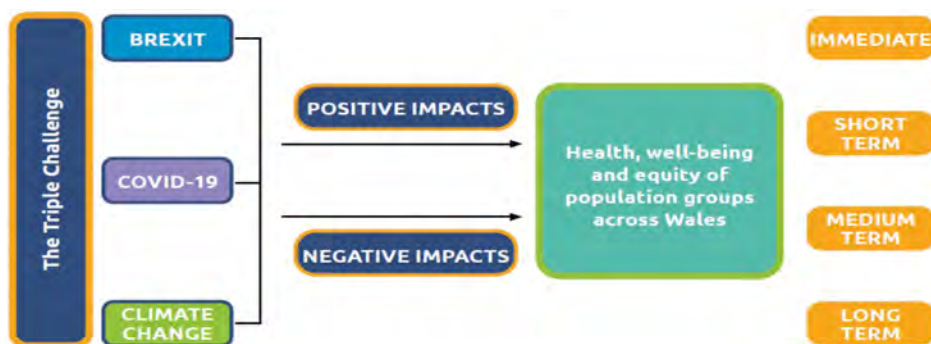 The Triple Challenge
BREXIT
COVID-19
CLIMATE
CHANGE
POSITIVE IMPACTS
NEGATIVE IMPACTS
Health, well-being
and equity of
population groups
across Wales
IMMEDIATE
SHORT
TERM
MEDIUM
TERM
LONG
TERM